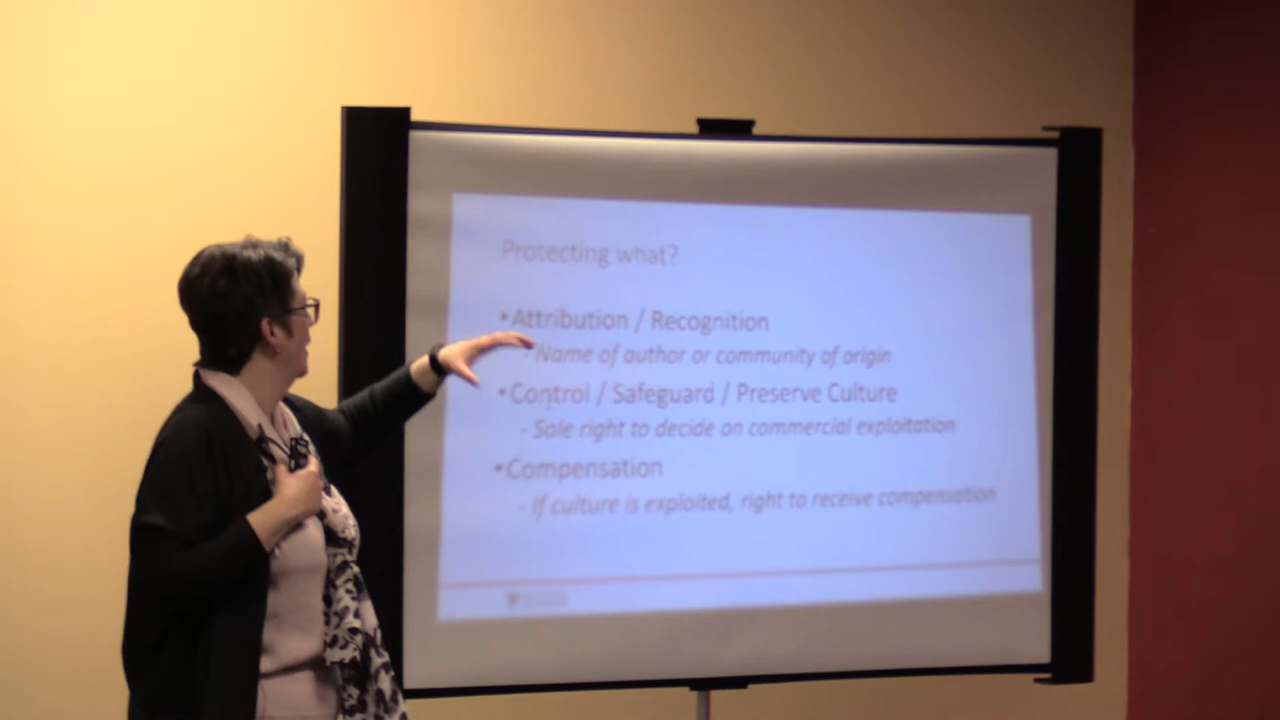 Protecting what?
• Attribution / Recognition
- Name of author or community of origin
• Control / Safeguard / Preserve Culture
- Sole right to decide on commercial exploitation
• Compensation
- If culture is exploited, right to receive compensation